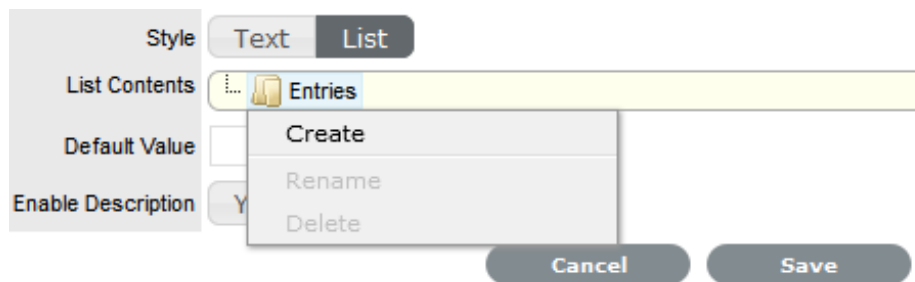 Style Text List
List Contents Entries
Create
Default Value
Rename
Enable Description Y
Delete
Cancel Save